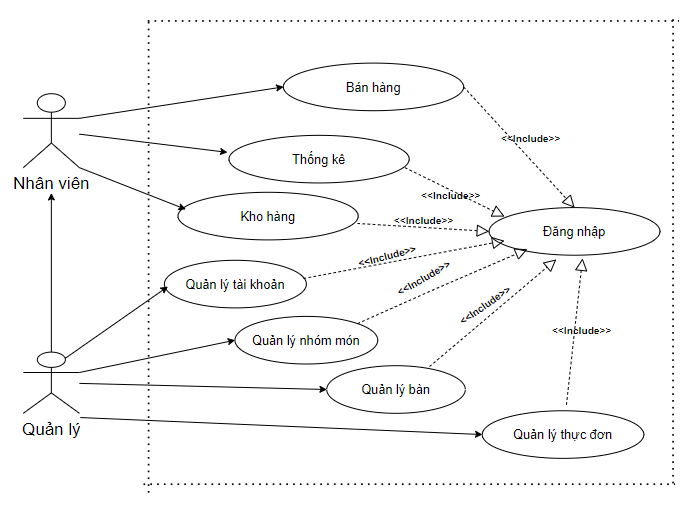 Bán hàng
<<Include>>
Nhân viên
Thống kê
<<Include>>
Kho hàng
<<Include>>
Đăng nhập
<<Include>>
Quản lý tài khoản
<<Include>>
<<Include>>
Quản lý nhóm món
<<Include>>
Quản lý bàn
Quản lý
Quản lý thực đơn